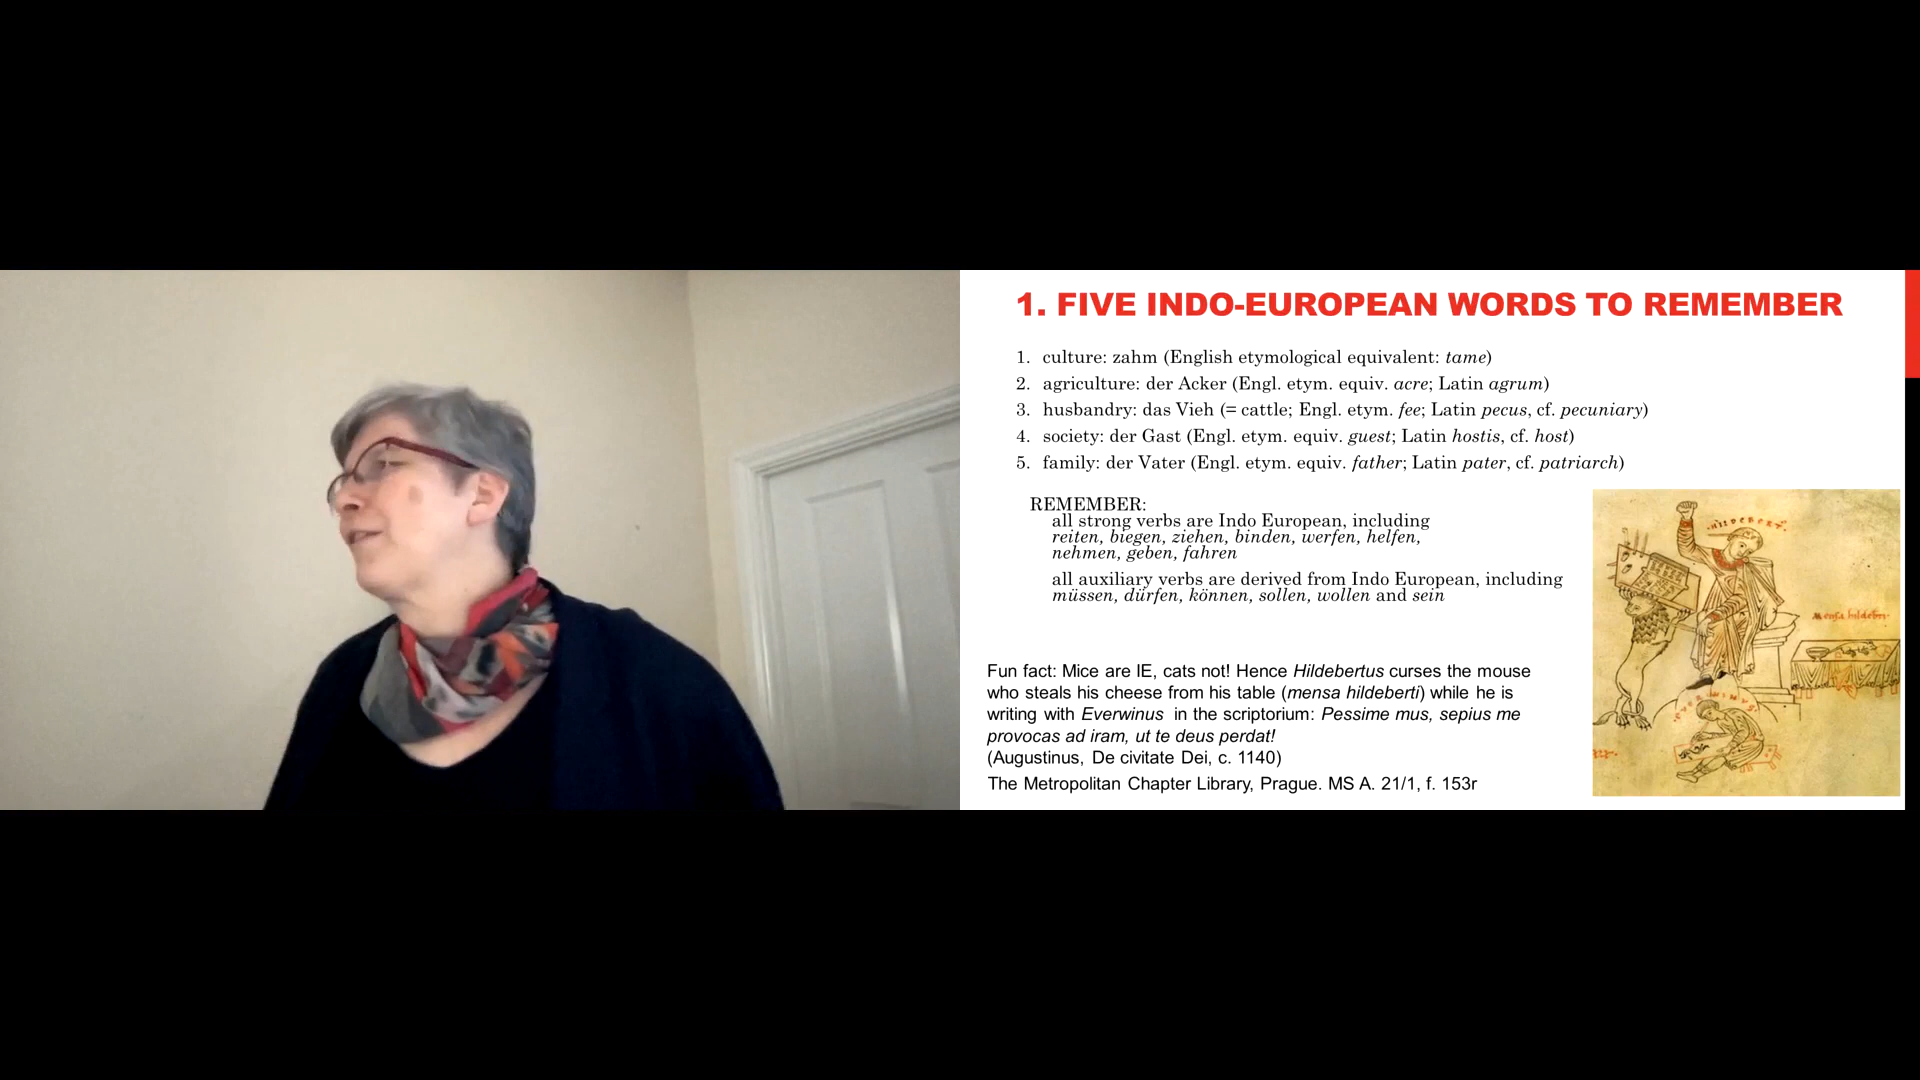 1. FIVE INDO-EUROPEAN WORDS TO REMEMBER
1. culture: zahm (English etymological equivalent: tame)
2. agriculture: der Acker (Engl. etym. equiv. acre; Latin agrum)
3. husbandry: das Vieh (= cattle; Engl. etym. fee; Latin pecus, cf. pecuniary)
4. society: der Gast (Engl. etym. equiv. guest; Latin hostis, cf. host)
5. family: der Vater (Engl. etym. equiv. father; Latin pater, cf. patriarch)
REMEMBER:
all strong verbs are Indo European, including
reiten, biegen, ziehen, binden, werfen, helfen,
nehmen, geben, fahren
all auxiliary verbs are derived from Indo European, including
müssen, dürfen, können, sollen, wollen and sein
Fun fact: Mice are IE, cats not! Hence Hildebertus curses the mouse
who steals his cheese from his table (mensa hildeberti) while he is
writing with Everwinus in the scriptorium: Pessime mus, sepius me
provocas ad iram, ut te deus perdat!
(Augustinus, De civitate Dei, c. 1140)
The Metropolitan Chapter Library, Prague. MS A. 21/1, f. 153r